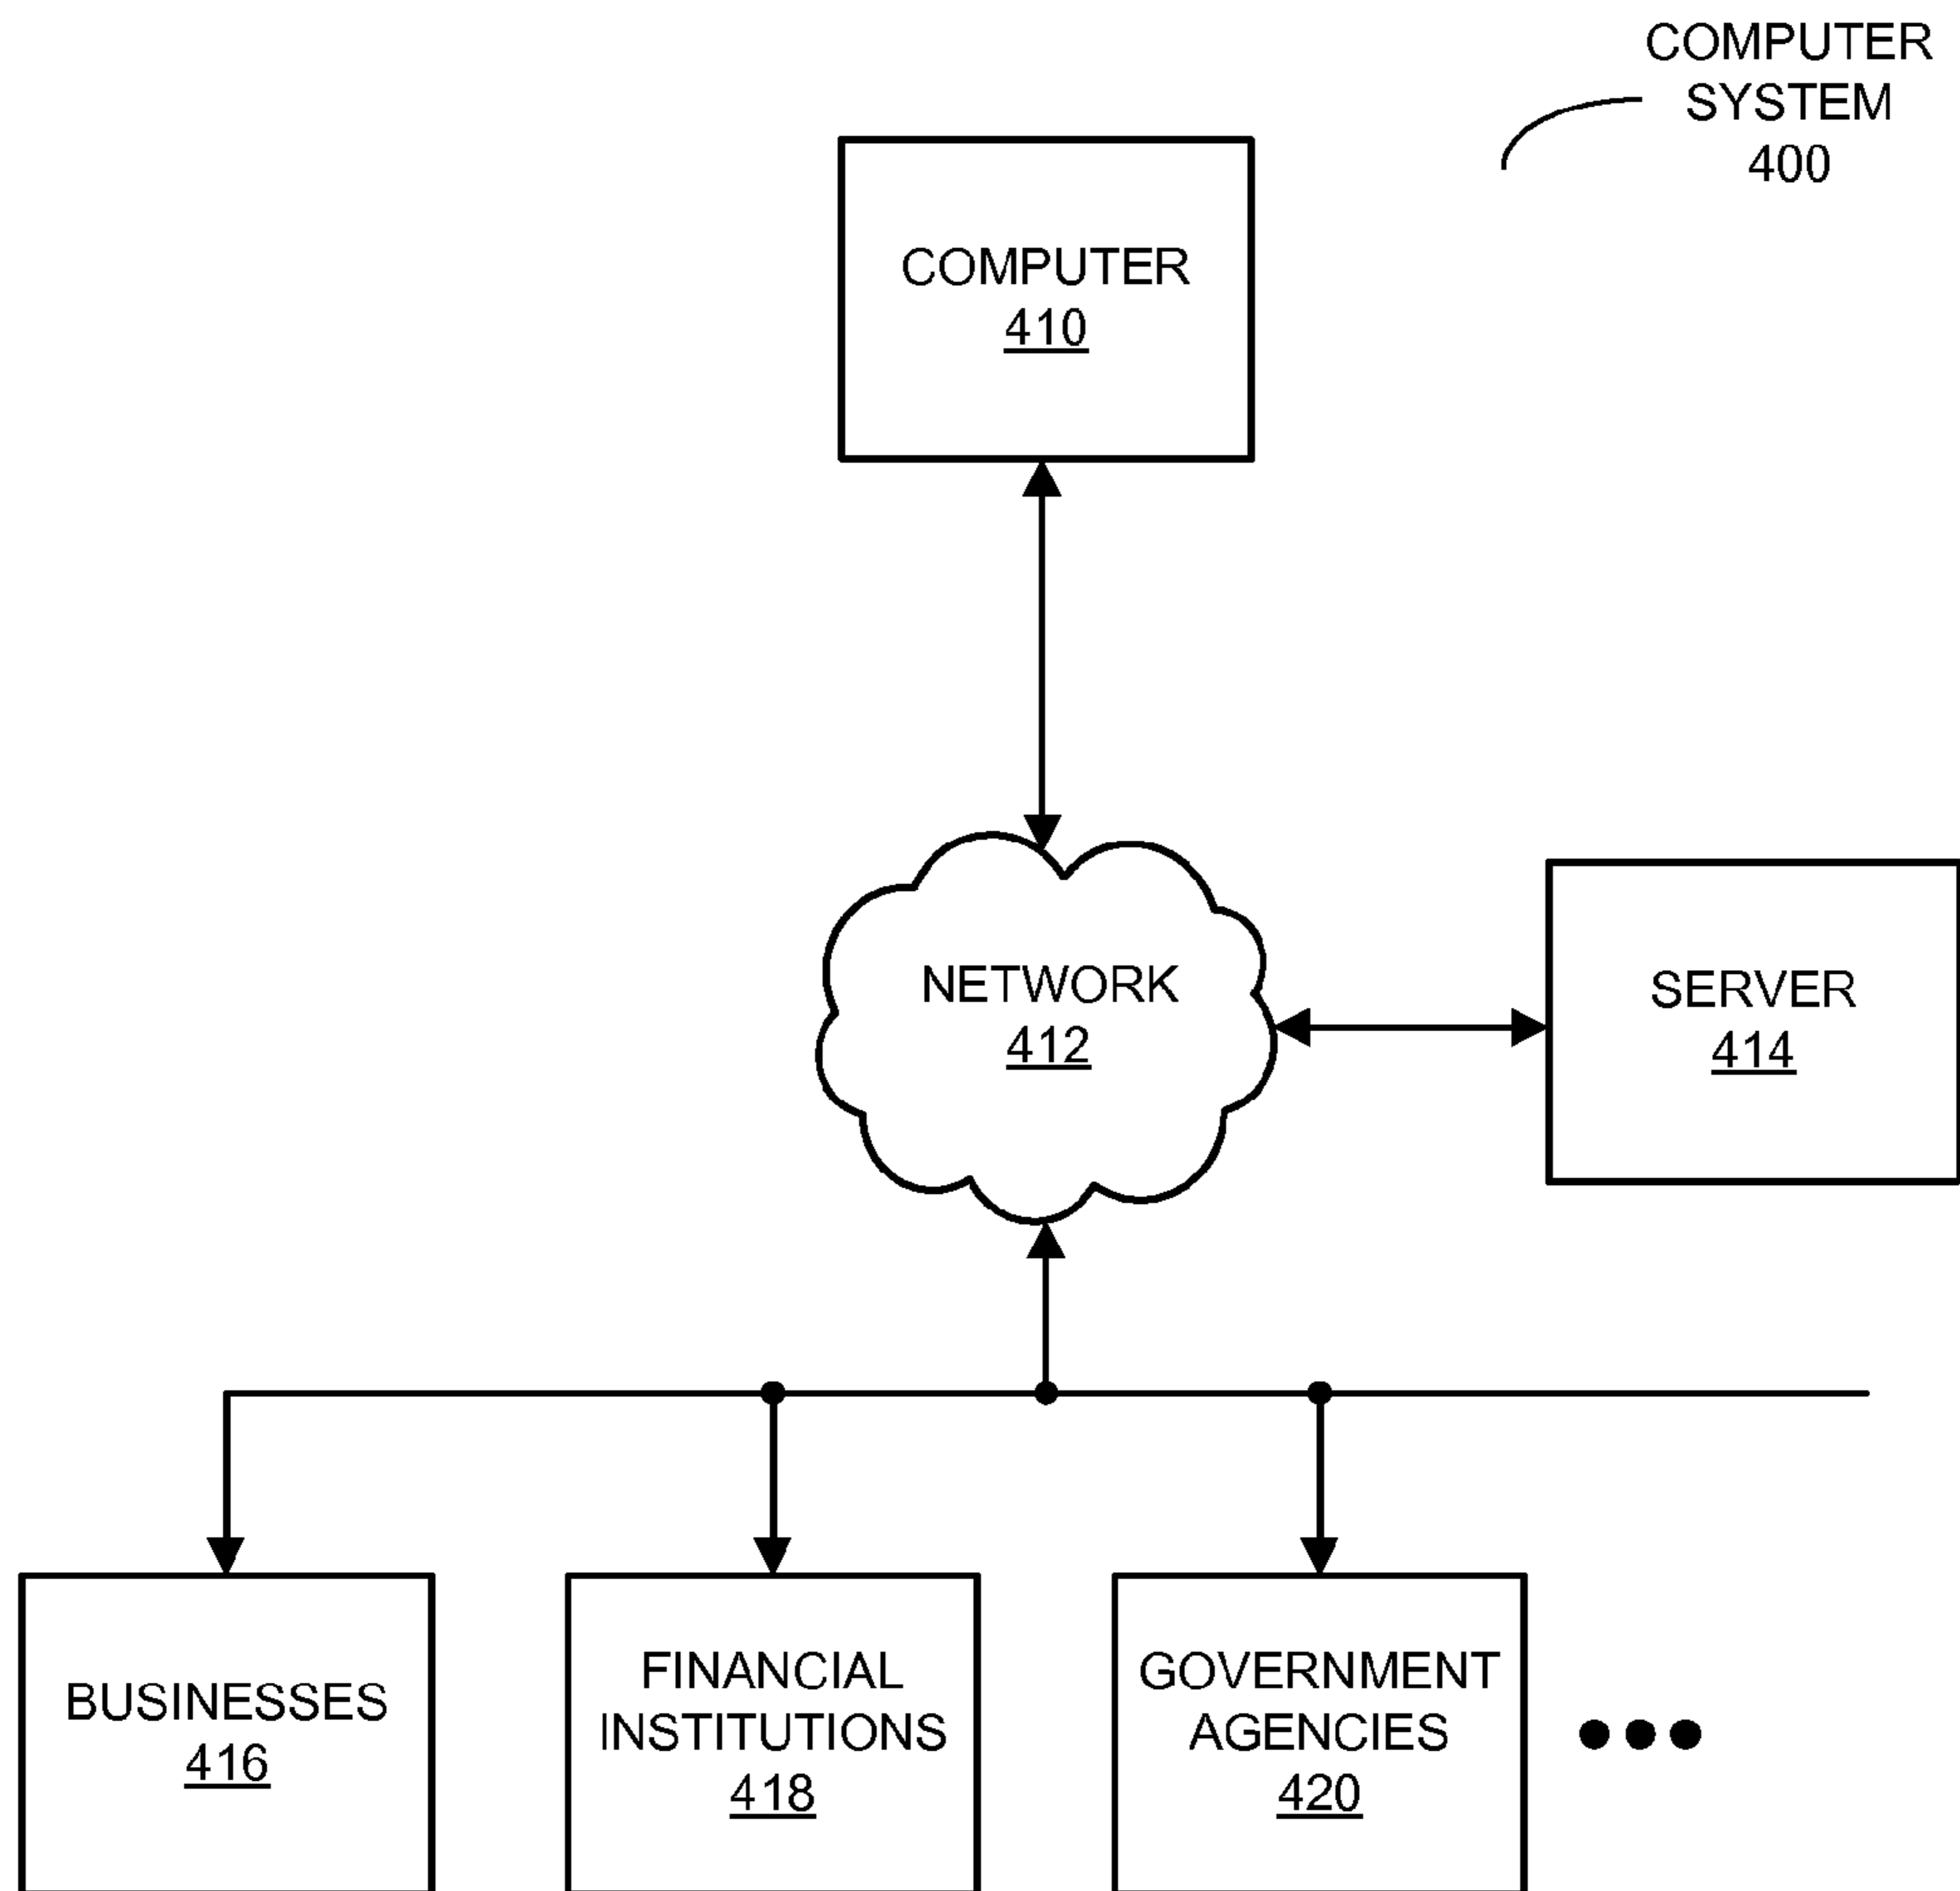 COMPUTER
SYSTEM
400
COMPUTER
410
NETWORK
412
SERVER
414
BUSINESSES
416
FINANCIAL
INSTITUTIONS
418
GOVERNMENT
AGENCIES
420